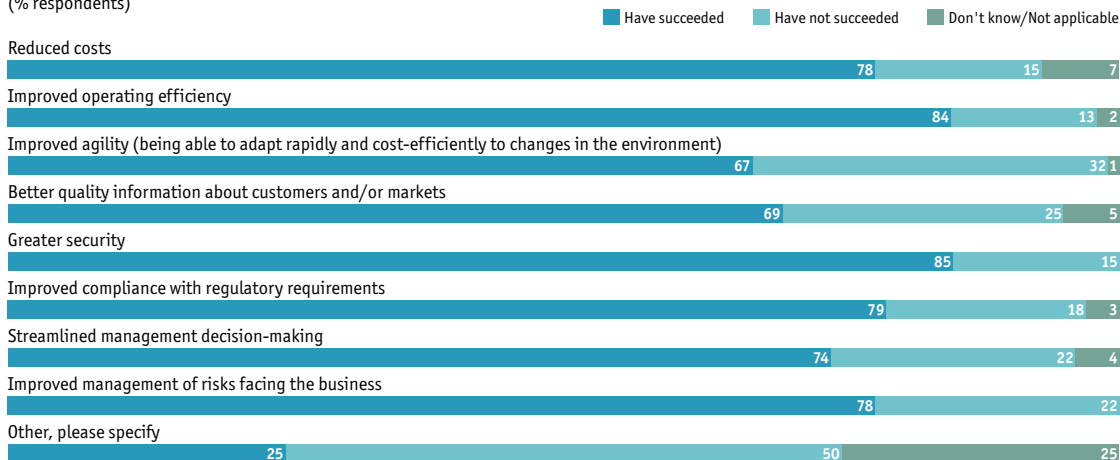 (% respondents)
Have succeeded Have not succeeded Don't know/Not applicable
Reduced costs
78 15 7
Improved operating efficiency
84 13 2
Improved agility (being able to adapt rapidly and cost-efficiently to changes in the environment)
67 32 1
Better quality information about customers and/or markets
69 25 5
Greater security
85 15
Improved compliance with regulatory requirements
79 18 3
Streamlined management decision-making
74 22 4
Improved management of risks facing the business
78 22
Other, please specify
25 50 25